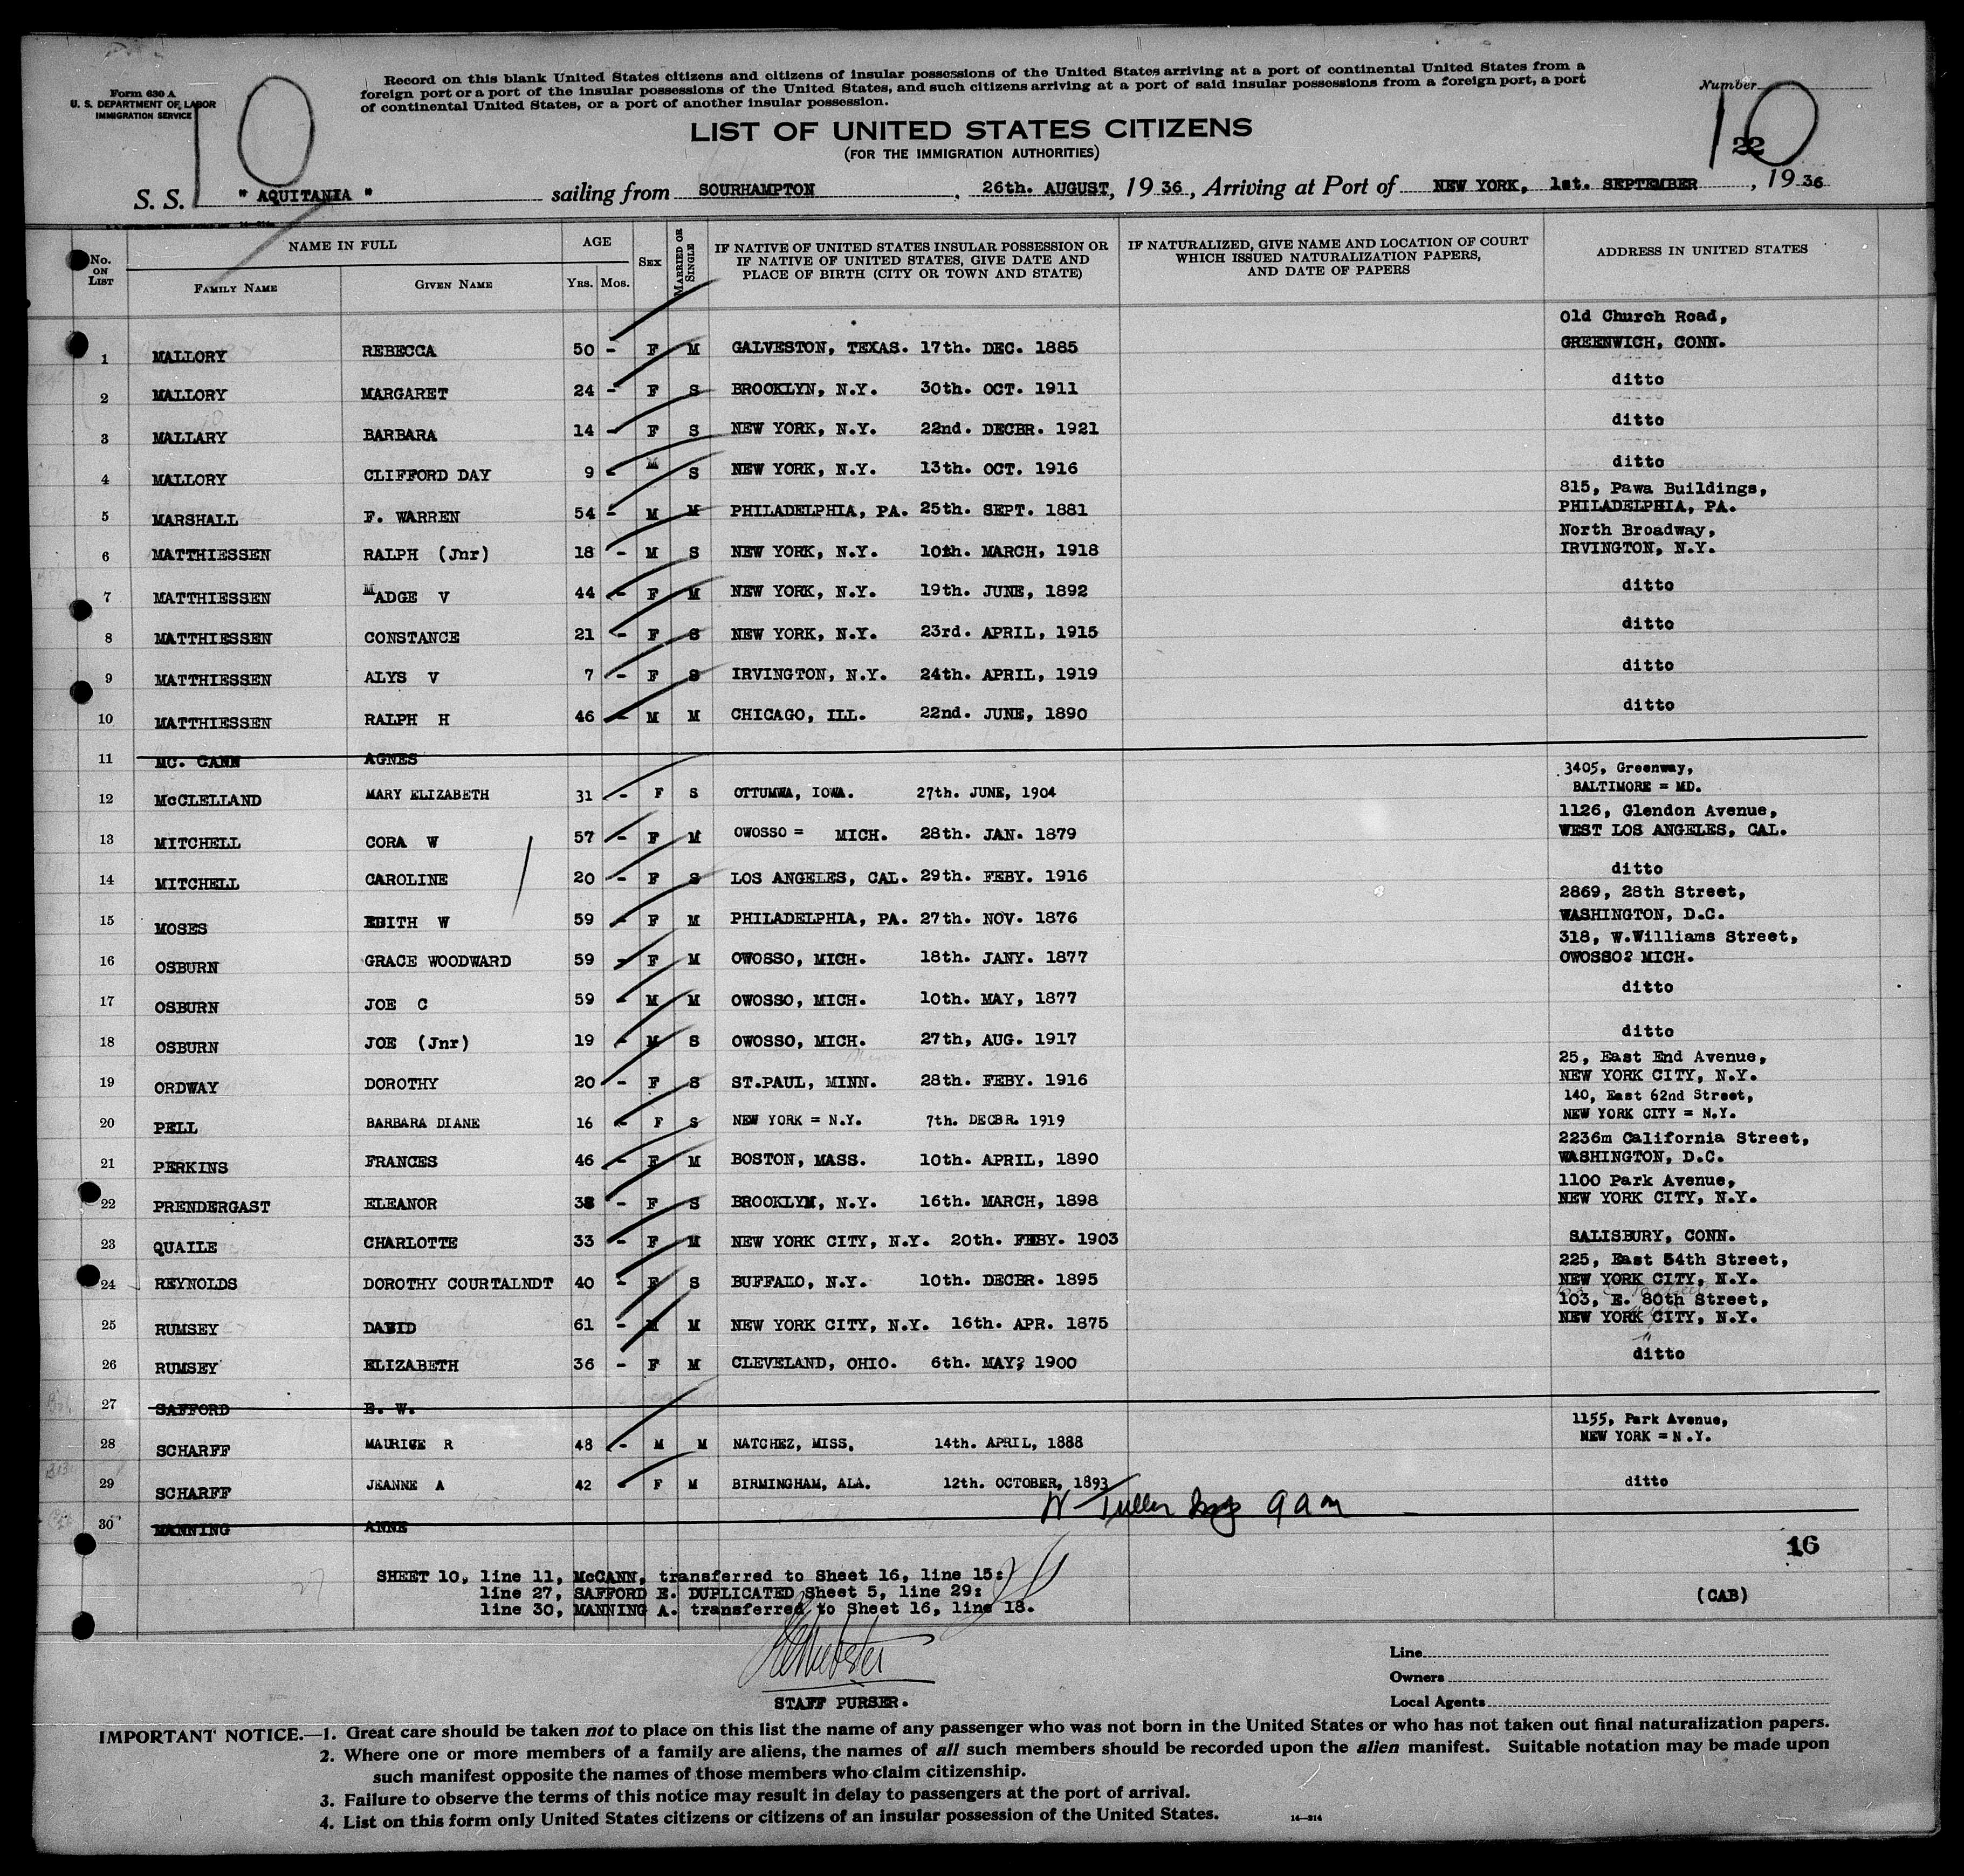 Form 630 A
U. S. DEPARTMENT OF LABOR
IMMIGRATION SERVICE
10
Record on this blank United States citizens and citizens of insular possessions of the United States arriving at a port of continental United States from a
foreign port or a port of the insular possessions of the United States, and such citizens arriving at a port of said insular possessions from a foreign port, a port
of continental United States, or a port of another insular possession.
Number
10
22
LIST OF UNITED STATES CITIZENS
(FOR THE IMMIGRATION AUTHORITIES)
S. S. " AQUITANIA " sailing from SOURHAMPTON, 26th. AUGUST, 19 36, Arriving at Port of NEW YORK, 1st. SEPTEMBER, 19 36
No. ON LIST NAME IN FULL FAMILY NAME GIVEN NAME AGE YRS. MOS. SEX MARRIED OR SINGLE IF NATIVE OF UNITED STATES INSULAR POSSESSION OR IF NATIVE OF UNITED STATES, GIVE DATE AND PLACE OF BIRTH (CITY OR TOWN AND STATE) IF NATURALIZED, GIVE NAME AND LOCATION OF COURT WHICH ISSUED NATURALIZATION PAPERS, AND DATE OF PAPERS ADDRESS IN UNITED STATES
Old Church Road,
1 MALLORY REBECCA 50 - F M GALVESTON, TEXAS. 17th. DEC. 1885 GREENWICH, CONN.
2 MALLORY MARGARET 24 - F S BROOKLYN, N.Y. 30th. OCT. 1911 ditto
3 MALLARY BARBARA 14 - F S NEW YORK, N.Y. 22nd. DECBR. 1921 ditto
4 MALLORY CLIFFORD DAY 9 - M S NEW YORK, N.Y. 13th. OCT. 1916 ditto
815, Pawa Buildings,
5 MARSHALL F. WARREN 54 - M M PHILADELPHIA, PA. 25th. SEPT. 1881 PHILADELPHIA, PA.
North Broadway,
6 MATTHIESSEN RALPH (Jnr) 18 - M S NEW YORK, N.Y. 10th. MARCH, 1918 IRVINGTON, N.Y.
7 MATTHIESSEN MADGE V 44 - F M NEW YORK, N.Y. 19th. JUNE, 1892 ditto
8 MATTHIESSEN CONSTANCE 21 - F S NEW YORK, N.Y. 23rd. APRIL, 1915 ditto
9 MATTHIESSEN ALYS V 7 - F S IRVINGTON, N.Y. 24th. APRIL, 1919 ditto
10 MATTHIESSEN RALPH H 46 - M M CHICAGO, ILL. 22nd. JUNE, 1890 ditto
11 MC. CANN AGNES
3405, Greenway,
12 McCLELLAND MARY ELIZABETH 31 - F S OTTUMWA, IOWA. 27th. JUNE, 1904 BALTIMORE = MD.
1126, Glendon Avenue,
13 MITCHELL CORA W 57 - F M OWOSSO = MICH. 28th. JAN. 1879 WEST LOS ANGELES, CAL.
14 MITCHELL CAROLINE 20 - F S LOS ANGELES, CAL. 29th. FEBY. 1916 ditto
2869, 28th Street,
15 MOSES EDITH W 59 - F M PHILADELPHIA, PA. 27th. NOV. 1876 WASHINGTON, D.C.
318, W.Williams Street,
16 OSBURN GRACE WOODWARD 59 - F M OWOSSO, MICH. 18th. JANY. 1877 OWOSSO? MICH.
17 OSBURN JOE C 59 - M M OWOSSO, MICH. 10th. MAY, 1877 ditto
18 OSBURN JOE (Jnr) 19 - M S OWOSSO, MICH. 27th, AUG. 1917 ditto
25, East End Avenue,
19 ORDWAY DOROTHY 20 - F S ST.PAUL, MINN. 28th. FEBY. 1916 NEW YORK CITY, N.Y.
140, East 62nd Street,
20 PELL BARBARA DIANE 16 - F S NEW YORK = N.Y. 7th. DECBR. 1919 NEW YORK CITY = N.Y.
2236m California Street,
21 PERKINS FRANCES 46 - F M BOSTON, MASS. 10th. APRIL, 1890 WASHINGTON, D.C.
1100 Park Avenue,
22 PRENDERGAST ELEANOR 38 - F S BROOKLYN, N.Y. 16th. MARCH, 1898 NEW YORK CITY, N.Y.
23 QUAILE CHARLOTTE 33 - F M NEW YORK CITY, N.Y. 20th. FEBY. 1903 SALISBURY, CONN.
225, East 54th Street,
24 REYNOLDS DOROTHY COURTALNDT 40 - F S BUFFALO, N.Y. 10th. DECBR. 1895 NEW YORK CITY, N.Y.
103, E. 80th Street,
25 RUMSEY DAVID 61 - M M NEW YORK CITY, N.Y. 16th. APR. 1875 NEW YORK CITY, N.Y.
26 RUMSEY ELIZABETH 36 - F M CLEVELAND, OHIO. 6th. MAY? 1900 ditto
27 SAFFORD E. W.
1155, Park Avenue,
28 SCHARFF MAURICE R 48 - M M NATCHEZ, MISS. 14th. APRIL, 1888 NEW YORK = N.Y.
29 SCHARFF JEANNE A 42 - F M BIRMINGHAM, ALA. 12th. OCTOBER, 1893 ditto
W Tuller 9 am
30 MANNING ANNE
16
SHEET 10, line 11, McCANN, transferred to Sheet 16, line 15:
line 27, SAFFORD E. DUPLICATED Sheet 5, line 29:
line 30, MANNING A. transferred to Sheet 16, line 18.
(CAB)
STAFF PURSER.
Line
Owners
Local Agents
IMPORTANT NOTICE.—1. Great care should be taken not to place on this list the name of any passenger who was not born in the United States or who has not taken out final naturalization papers.
2. Where one or more members of a family are aliens, the names of all such members should be recorded upon the alien manifest. Suitable notation may be made upon
such manifest opposite the names of those members who claim citizenship.
3. Failure to observe the terms of this notice may result in delay to passengers at the port of arrival.
4. List on this form only United States citizens or citizens of an insular possession of the United States.
14—814